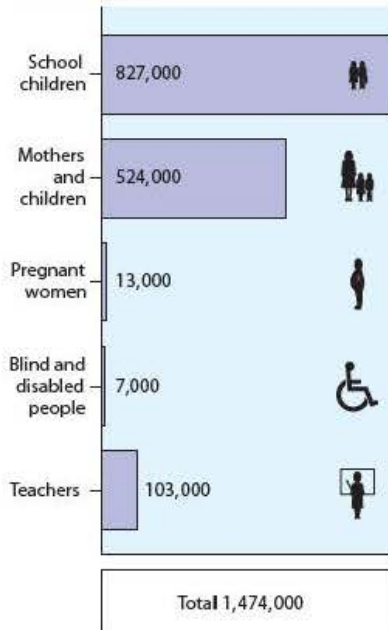 School
children
827,000
Mothers
and
children
524,000
Pregnant
women
13,000
Blind and
disabled
people
7,000
Teachers
103,000
Total 1,474,000